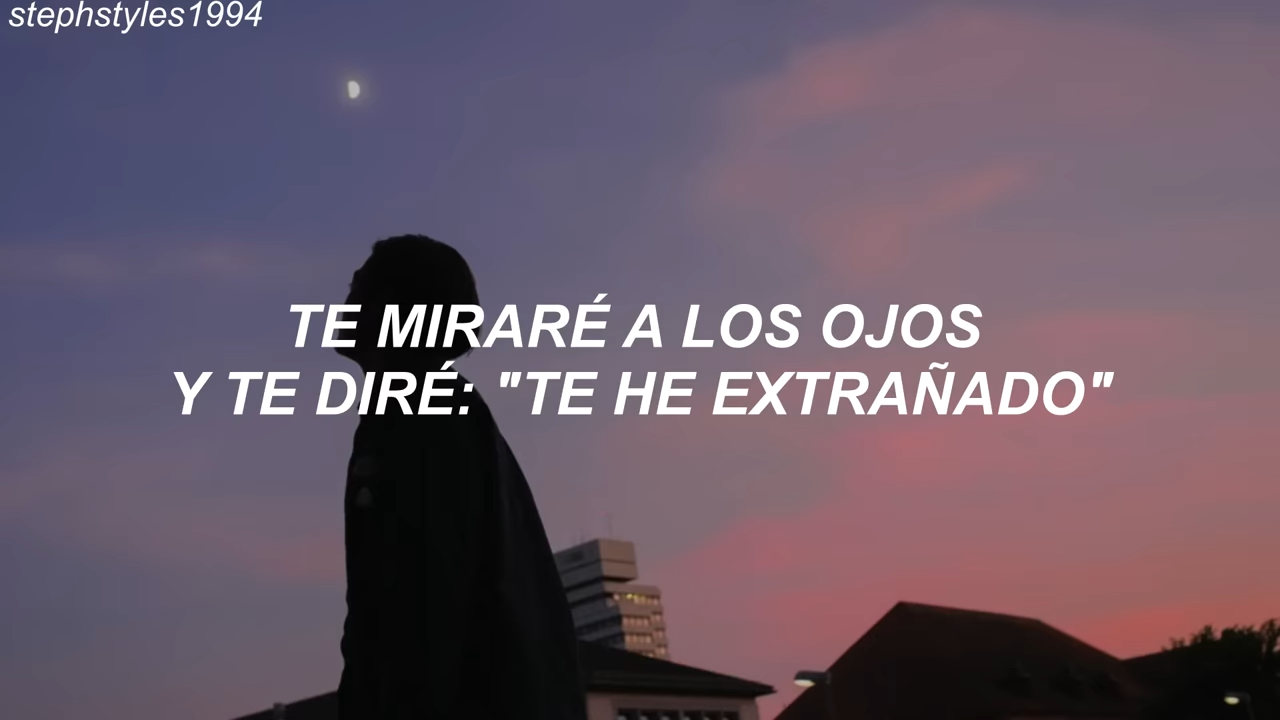 stephstyles1994
TE MIRARÉ A LOS OJOS
Y TE DIRÉ: "TE HE EXTRAÑADO"